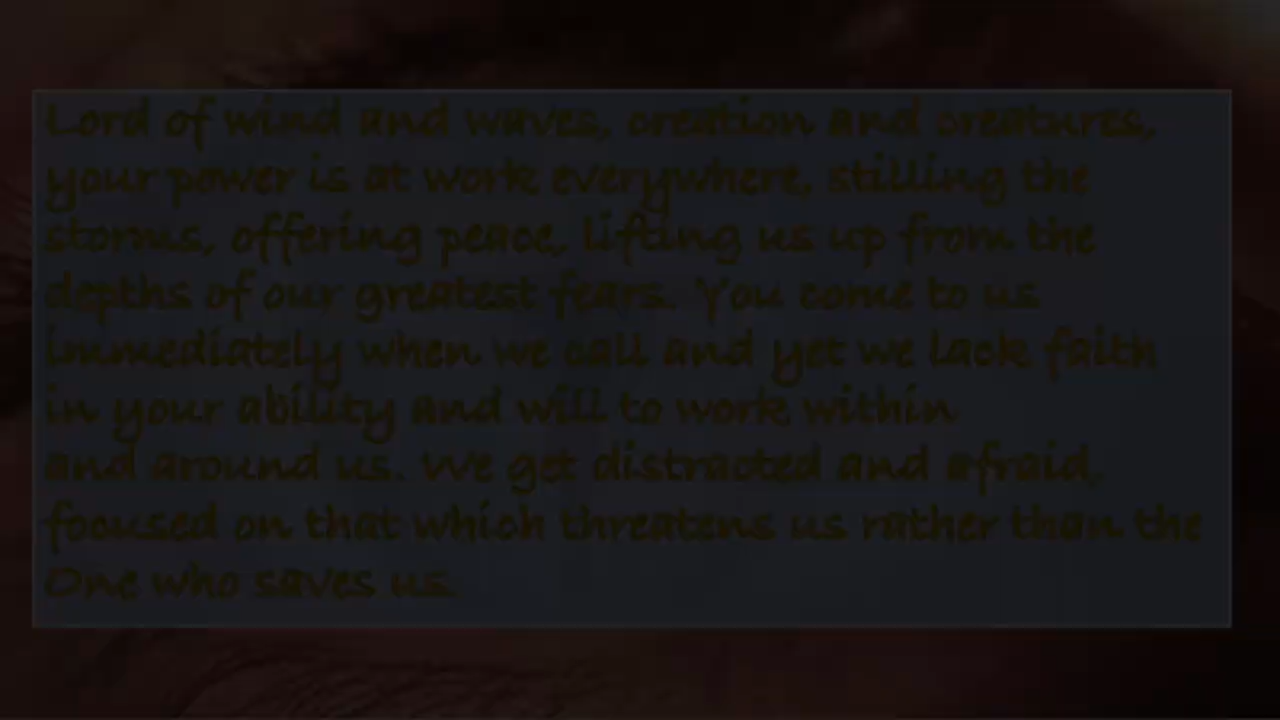 Lord of wind and waves, creation and creatures,
your power is at work everywhere, stilling the
storms, offering peace, lifting us up from the
depths of our greatest fears. You come to us
immediately when we call and yet we lack faith
in your ability and will to work within
and around us. We get distracted and afraid,
focused on that which threatens us rather than the
One who saves us.